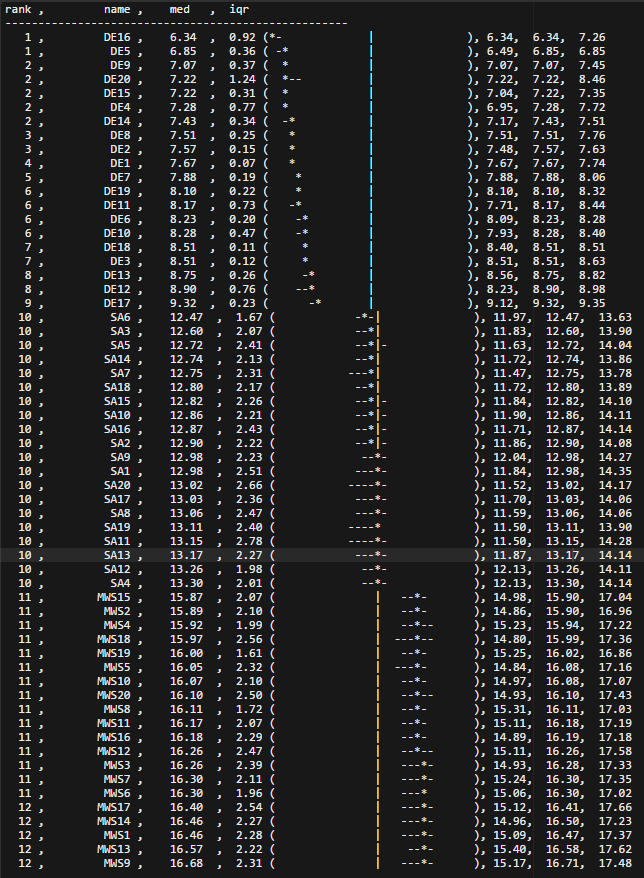 rank ,         name ,    med   ,  iqr
----------------------------------------------------
   1 ,         DE16 ,    6.34  ,  0.92 (*-             |              ), 6.34,  6.34,  7.26
   1 ,          DE5 ,    6.85  ,  0.36 ( -*            |              ), 6.49,  6.85,  6.85
   2 ,          DE9 ,    7.07  ,  0.37 (  *            |              ), 7.07,  7.07,  7.45
   2 ,         DE20 ,    7.22  ,  1.24 (  *--          |              ), 7.22,  7.22,  8.46
   2 ,         DE15 ,    7.22  ,  0.31 (  *            |              ), 7.04,  7.22,  7.35
   2 ,          DE4 ,    7.28  ,  0.77 (  *            |              ), 6.95,  7.28,  7.72
   2 ,         DE14 ,    7.43  ,  0.34 (  -*           |              ), 7.17,  7.43,  7.51
   3 ,          DE8 ,    7.51  ,  0.25 (   *           |              ), 7.51,  7.51,  7.76
   3 ,          DE2 ,    7.57  ,  0.15 (   *           |              ), 7.48,  7.57,  7.63
   4 ,          DE1 ,    7.67  ,  0.07 (   *           |              ), 7.67,  7.67,  7.74
   5 ,          DE7 ,    7.88  ,  0.19 (    *          |              ), 7.88,  7.88,  8.06
   6 ,         DE19 ,    8.10  ,  0.22 (    *          |              ), 8.10,  8.10,  8.32
   6 ,         DE11 ,    8.17  ,  0.73 (   -*          |              ), 7.71,  8.17,  8.44
   6 ,          DE6 ,    8.23  ,  0.20 (    -*         |              ), 8.09,  8.23,  8.28
   6 ,         DE10 ,    8.28  ,  0.47 (    -*         |              ), 7.93,  8.28,  8.40
   7 ,         DE18 ,    8.51  ,  0.11 (     *         |              ), 8.40,  8.51,  8.51
   7 ,          DE3 ,    8.51  ,  0.12 (     *         |              ), 8.51,  8.51,  8.63
   8 ,         DE13 ,    8.75  ,  0.26 (     -*        |              ), 8.56,  8.75,  8.82
   8 ,         DE12 ,    8.90  ,  0.76 (    --*        |              ), 8.23,  8.90,  8.98
   9 ,         DE17 ,    9.32  ,  0.23 (      -*       |              ), 9.12,  9.32,  9.35
  10 ,          SA6 ,    12.47  ,  1.67 (            -*-|              ), 11.97,  12.47,  13.63
  10 ,          SA3 ,    12.60  ,  2.07 (            --*|              ), 11.83,  12.60,  13.90
  10 ,          SA5 ,    12.72  ,  2.41 (            --*|-             ), 11.63,  12.72,  14.04
  10 ,         SA14 ,    12.74  ,  2.13 (            --*|              ), 11.72,  12.74,  13.86
  10 ,          SA7 ,    12.75  ,  2.31 (           ---*|              ), 11.47,  12.75,  13.78
  10 ,         SA18 ,    12.80  ,  2.17 (            --*|              ), 11.72,  12.80,  13.89
  10 ,         SA15 ,    12.82  ,  2.26 (            --*|-             ), 11.84,  12.82,  14.10
  10 ,         SA10 ,    12.86  ,  2.21 (            --*|-             ), 11.90,  12.86,  14.11
  10 ,         SA16 ,    12.87  ,  2.43 (            --*|-             ), 11.71,  12.87,  14.14
  10 ,          SA2 ,    12.90  ,  2.22 (            --*|-             ), 11.86,  12.90,  14.08
  10 ,          SA9 ,    12.98  ,  2.23 (             --*-             ), 12.04,  12.98,  14.27
  10 ,          SA1 ,    12.98  ,  2.51 (            ---*-             ), 11.84,  12.98,  14.35
  10 ,         SA20 ,    13.02  ,  2.66 (           ----*-             ), 11.52,  13.02,  14.17
  10 ,         SA17 ,    13.03  ,  2.36 (            ---*-             ), 11.70,  13.03,  14.06
  10 ,          SA8 ,    13.06  ,  2.47 (           ----*-             ), 11.59,  13.06,  14.06
  10 ,         SA19 ,    13.11  ,  2.40 (           ----*              ), 11.50,  13.11,  13.90
  10 ,         SA11 ,    13.15  ,  2.78 (           ----*-             ), 11.50,  13.15,  14.28
  10 ,         SA13 ,    13.17  ,  2.27 (            ---*-             ), 11.87,  13.17,  14.14
  10 ,         SA12 ,    13.26  ,  1.98 (             --*-             ), 12.13,  13.26,  14.11
  10 ,          SA4 ,    13.30  ,  2.01 (             --*-             ), 12.13,  13.30,  14.14
  11 ,        MWS15 ,    15.87  ,  2.07 (               |   --*-       ), 14.98,  15.90,  17.04
  11 ,         MWS2 ,    15.89  ,  2.10 (               |   --*-       ), 14.86,  15.90,  16.96
  11 ,         MWS4 ,    15.92  ,  1.99 (               |   --*--      ), 15.23,  15.94,  17.22
  11 ,        MWS18 ,    15.97  ,  2.56 (               |  ---*--      ), 14.80,  15.99,  17.36
  11 ,        MWS19 ,    16.00  ,  1.61 (               |   --*-       ), 15.25,  16.02,  16.86
  11 ,         MWS5 ,    16.05  ,  2.32 (               |  ---*-       ), 14.84,  16.08,  17.16
  11 ,        MWS10 ,    16.07  ,  2.10 (               |   --*-       ), 14.97,  16.08,  17.07
  11 ,        MWS20 ,    16.10  ,  2.50 (               |   --*--      ), 14.93,  16.10,  17.43
  11 ,         MWS8 ,    16.11  ,  1.72 (               |   --*-       ), 15.31,  16.11,  17.03
  11 ,        MWS11 ,    16.17  ,  2.07 (               |   --*-       ), 15.11,  16.18,  17.19
  11 ,        MWS16 ,    16.18  ,  2.29 (               |   --*-       ), 14.89,  16.19,  17.18
  11 ,        MWS12 ,    16.26  ,  2.47 (               |   --*--      ), 15.11,  16.26,  17.58
  11 ,         MWS3 ,    16.26  ,  2.39 (               |   ---*-      ), 14.93,  16.28,  17.33
  11 ,         MWS7 ,    16.30  ,  2.11 (               |   ---*-      ), 15.24,  16.30,  17.35
  11 ,         MWS6 ,    16.30  ,  1.96 (               |   ---*       ), 15.06,  16.30,  17.02
  12 ,        MWS17 ,    16.40  ,  2.54 (               |   ---*-      ), 15.12,  16.41,  17.66
  12 ,        MWS14 ,    16.46  ,  2.27 (               |   ---*-      ), 14.96,  16.50,  17.23
  12 ,         MWS1 ,    16.46  ,  2.28 (               |   ---*-      ), 15.09,  16.47,  17.37
  12 ,        MWS13 ,    16.57  ,  2.22 (               |   ---*-      ), 15.40,  16.58,  17.62
  12 ,         MWS9 ,    16.68  ,  2.31 (               |   ---*-      ), 15.17,  16.71,  17.48